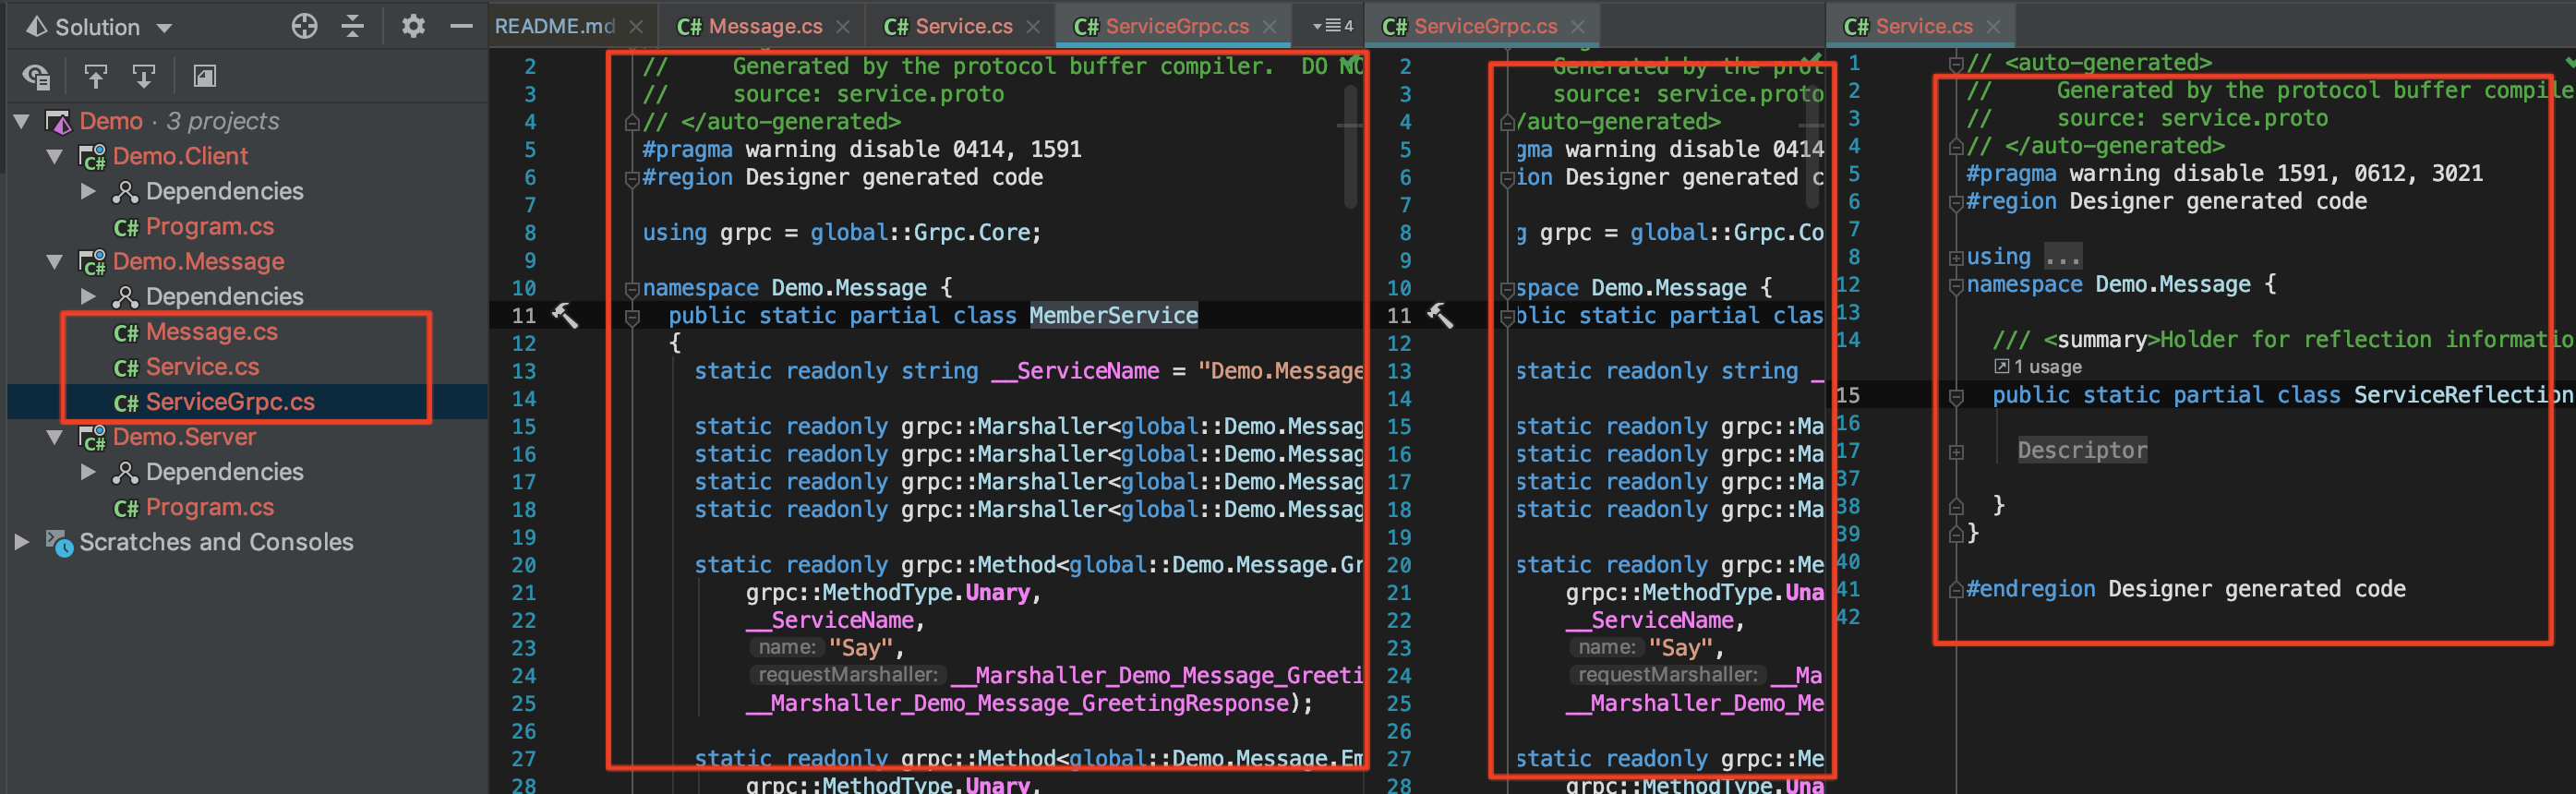 Solution
Demo · 3 projects
Demo.Client
Dependencies
C# Program.cs
Demo.Message
Dependencies
C# Message.cs
C# Service.cs
C# ServiceGrpc.cs
Demo.Server
Dependencies
C# Program.cs
Scratches and Consoles
README.md
C# Message.cs
C# Service.cs
C# ServiceGrpc.cs
4
2 //     Generated by the protocol buffer compiler.  DO NO
3 //     source: service.proto
4 // </auto-generated>
5 #pragma warning disable 0414, 1591
6 #region Designer generated code
7
8 using grpc = global::Grpc.Core;
9
10 namespace Demo.Message {
11   public static partial class MemberService
12   {
13     static readonly string __ServiceName = "Demo.Message
14
15     static readonly grpc::Marshaller<global::Demo.Messag
16     static readonly grpc::Marshaller<global::Demo.Messag
17     static readonly grpc::Marshaller<global::Demo.Messag
18     static readonly grpc::Marshaller<global::Demo.Messag
19
20     static readonly grpc::Method<global::Demo.Message.Gr
21         grpc::MethodType.Unary,
22         __ServiceName,
23         name: "Say",
24         requestMarshaller: __Marshaller_Demo_Message_Greeti
25         __Marshaller_Demo_Message_GreetingResponse);
26
27     static readonly grpc::Method<global::Demo.Message.Em
28         grpc::MethodType.Unary,
C# ServiceGrpc.cs
2 Generated by the prot
3 source: service.proto
4 /auto-generated>
5 gma warning disable 0414
6 ion Designer generated c
7
8 g grpc = global::Grpc.Co
9
10 space Demo.Message {
11 blic static partial clas
12
13 static readonly string _
14
15 static readonly grpc::Ma
16 static readonly grpc::Ma
17 static readonly grpc::Ma
18 static readonly grpc::Ma
19
20 static readonly grpc::Me
21     grpc::MethodType.Una
22     __ServiceName,
23     name: "Say",
24     requestMarshaller: __Ma
25     __Marshaller_Demo_Me
26
27 static readonly grpc::Me
28     grpc::MethodType.Una
C# Service.cs
1 // <auto-generated>
2 //     Generated by the protocol buffer compile
3 //     source: service.proto
4 // </auto-generated>
5 #pragma warning disable 1591, 0612, 3021
6 #region Designer generated code
7
8 using ...
12 namespace Demo.Message {
13
14   /// <summary>Holder for reflection informatio
1 usage
15   public static partial class ServiceReflection
16
17     Descriptor
37
38   }
39 }
40
41 #endregion Designer generated code
42